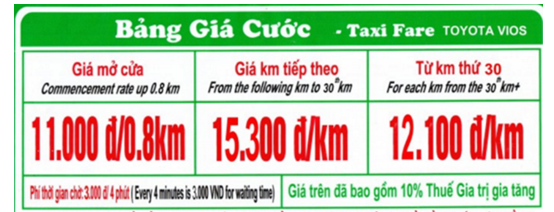 Bảng Giá Cước - Taxi Fare TOYOTA VIOS
Giá mở cửa
Commencement rate up 0.8 km
11.000 đ/0.8km
Giá km tiếp theo
From the following km to 30th km
15.300 đ/km
Từ km thứ 30
For each km from the 30th km+
12.100 đ/km
Phí thời gian chờ: 3.000 đ/ 4 phút ( Every 4 minutes is 3.000 VND for waiting time)
Giá trên đã bao gồm 10% Thuế Gia trị gia tăng